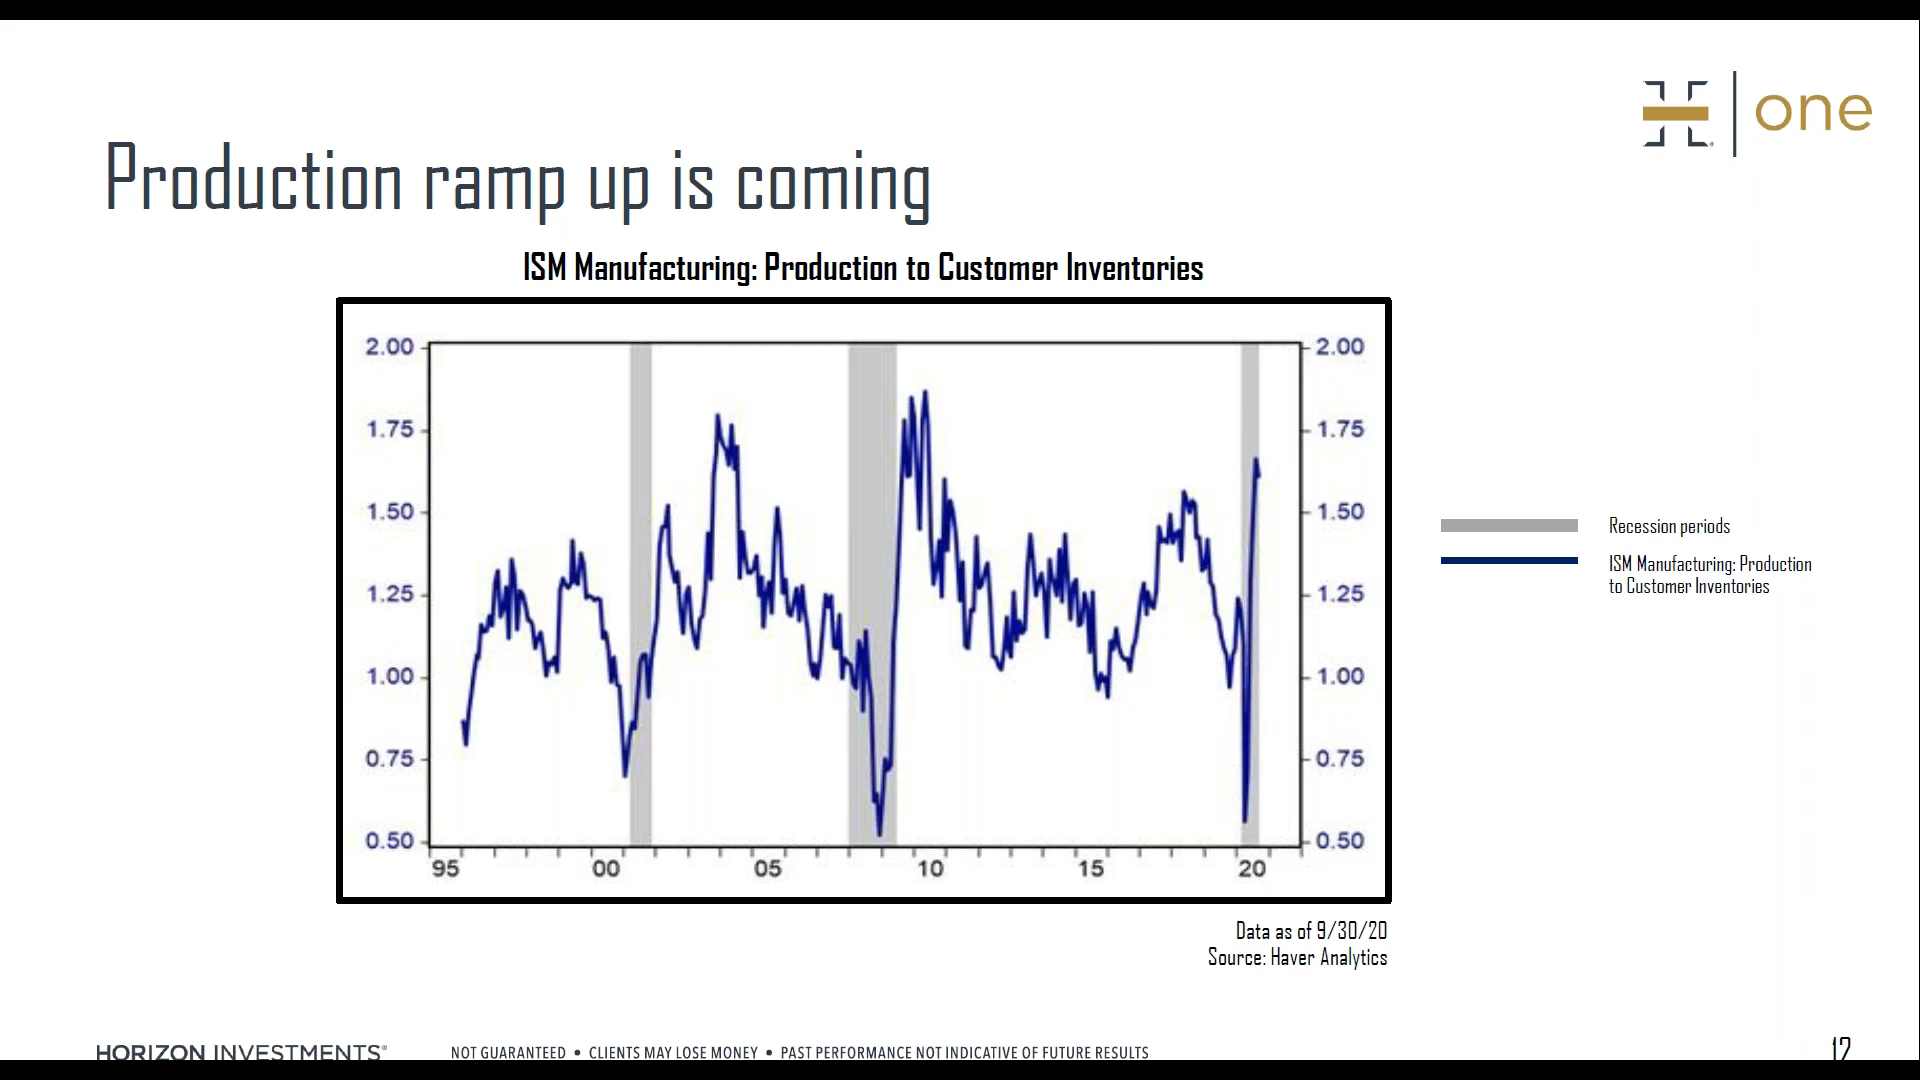 one
Production ramp up is coming
ISM Manufacturing: Production to Customer Inventories
2.00 2.00
1.75 1.75
1.50 1.50
1.25 1.25
1.00 1.00
0.75 0.75
0.50 0.50
95 00 05 10 15 20
Recession periods
ISM Manufacturing: Production
to Customer Inventories
Data as of 9/30/20
Source: Haver Analytics
HORIZON INVESTMENTS® NOT GUARANTEED • CLIENTS MAY LOSE MONEY • PAST PERFORMANCE NOT INDICATIVE OF FUTURE RESULTS 12